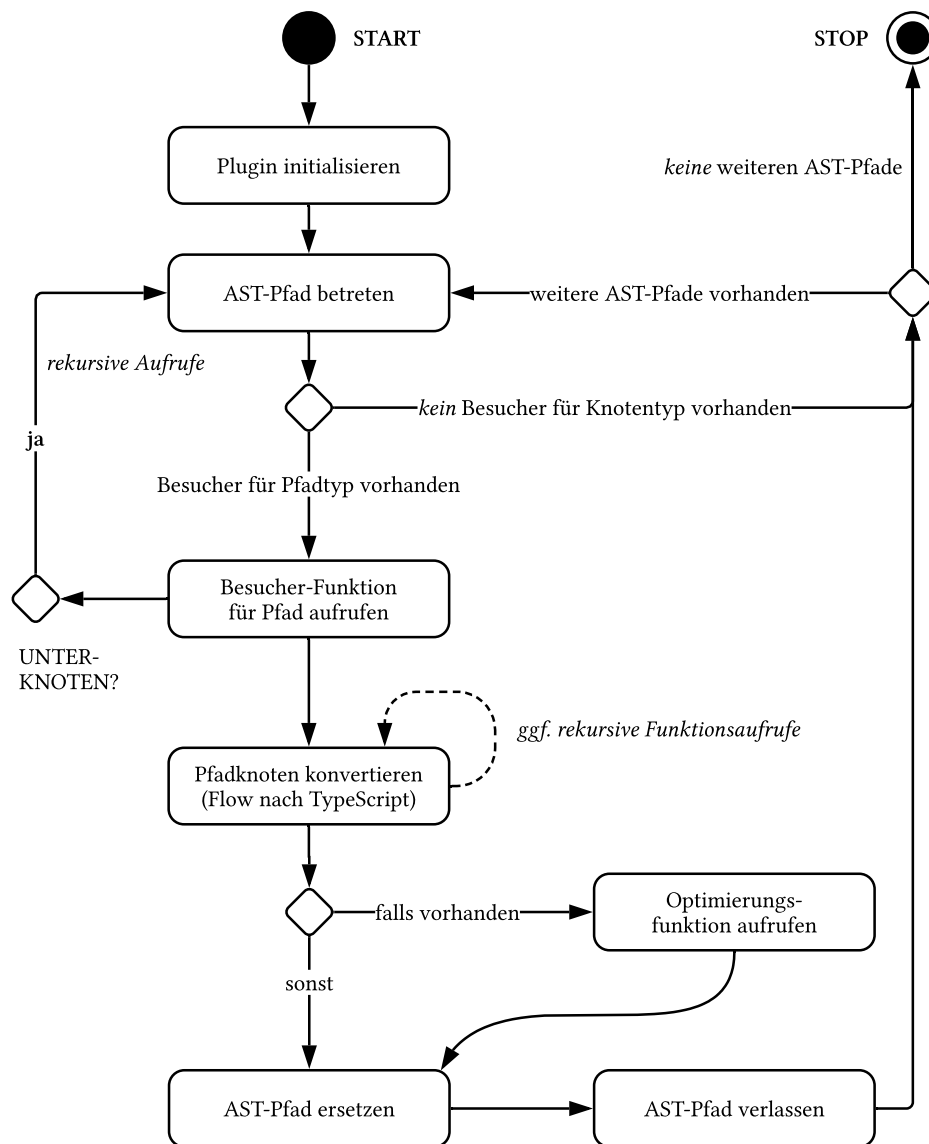 START
STOP
Plugin initialisieren
keine weiteren AST-Pfade
AST-Pfad betreten
weitere AST-Pfade vorhanden
rekursive Aufrufe
kein Besucher für Knotentyp vorhanden
ja
Besucher für Pfadtyp vorhanden
Besucher-Funktion
für Pfad aufrufen
UNTER-
KNOTEN?
ggf. rekursive Funktionsaufrufe
Pfadknoten konvertieren
(Flow nach TypeScript)
falls vorhanden
Optimierungs-
funktion aufrufen
sonst
AST-Pfad ersetzen
AST-Pfad verlassen